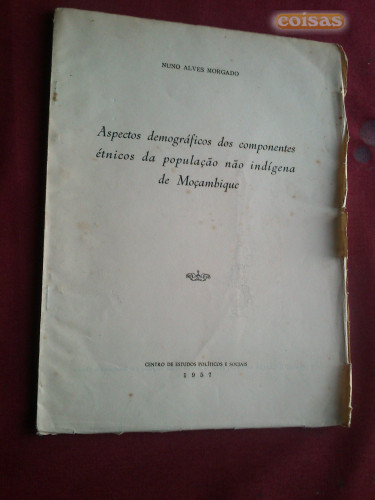 coisas
NUNO ALVES MORGADO
Aspectos demográficos dos componentes
étnicos da população não indígena
de Moçambique
CENTRO DE ESTUDOS POLÍTICOS E SOCIAIS
1957